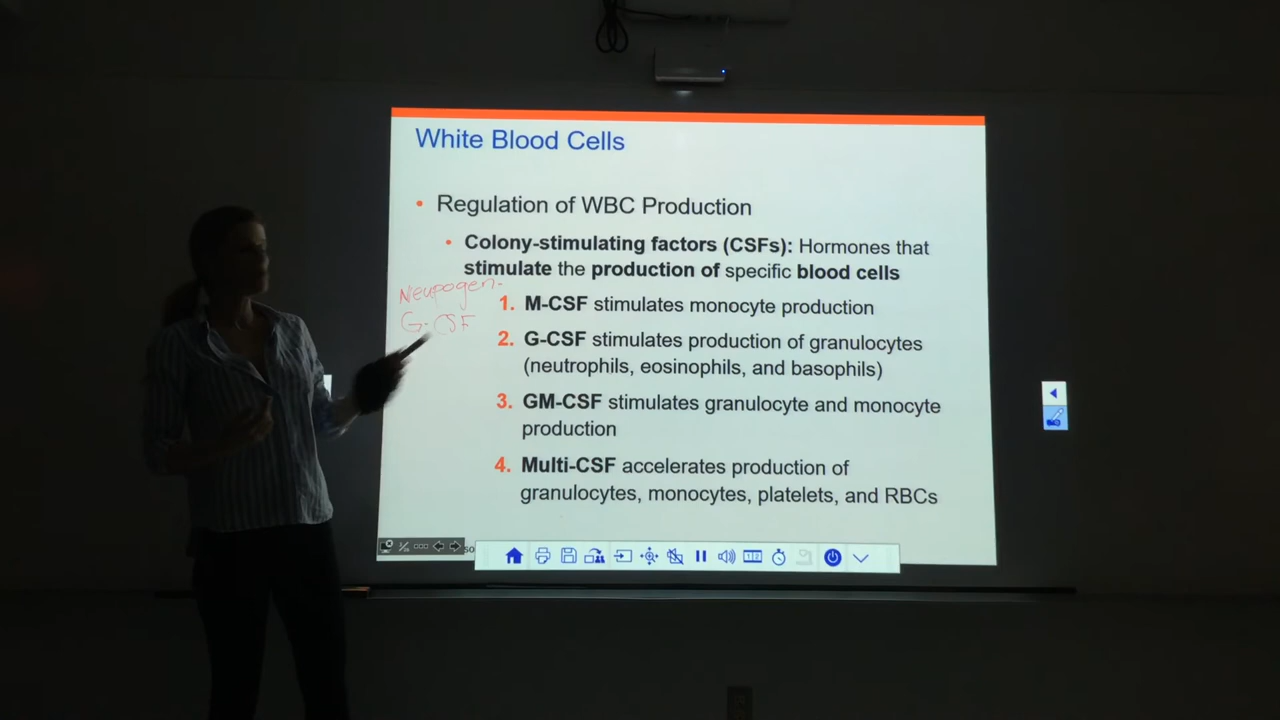 White Blood Cells
• Regulation of WBC Production
• Colony-stimulating factors (CSFs): Hormones that
stimulate the production of specific blood cells
Neupogen-
G-CSF
1. M-CSF stimulates monocyte production
2. G-CSF stimulates production of granulocytes
(neutrophils, eosinophils, and basophils)
3. GM-CSF stimulates granulocyte and monocyte
production
4. Multi-CSF accelerates production of
granulocytes, monocytes, platelets, and RBCs